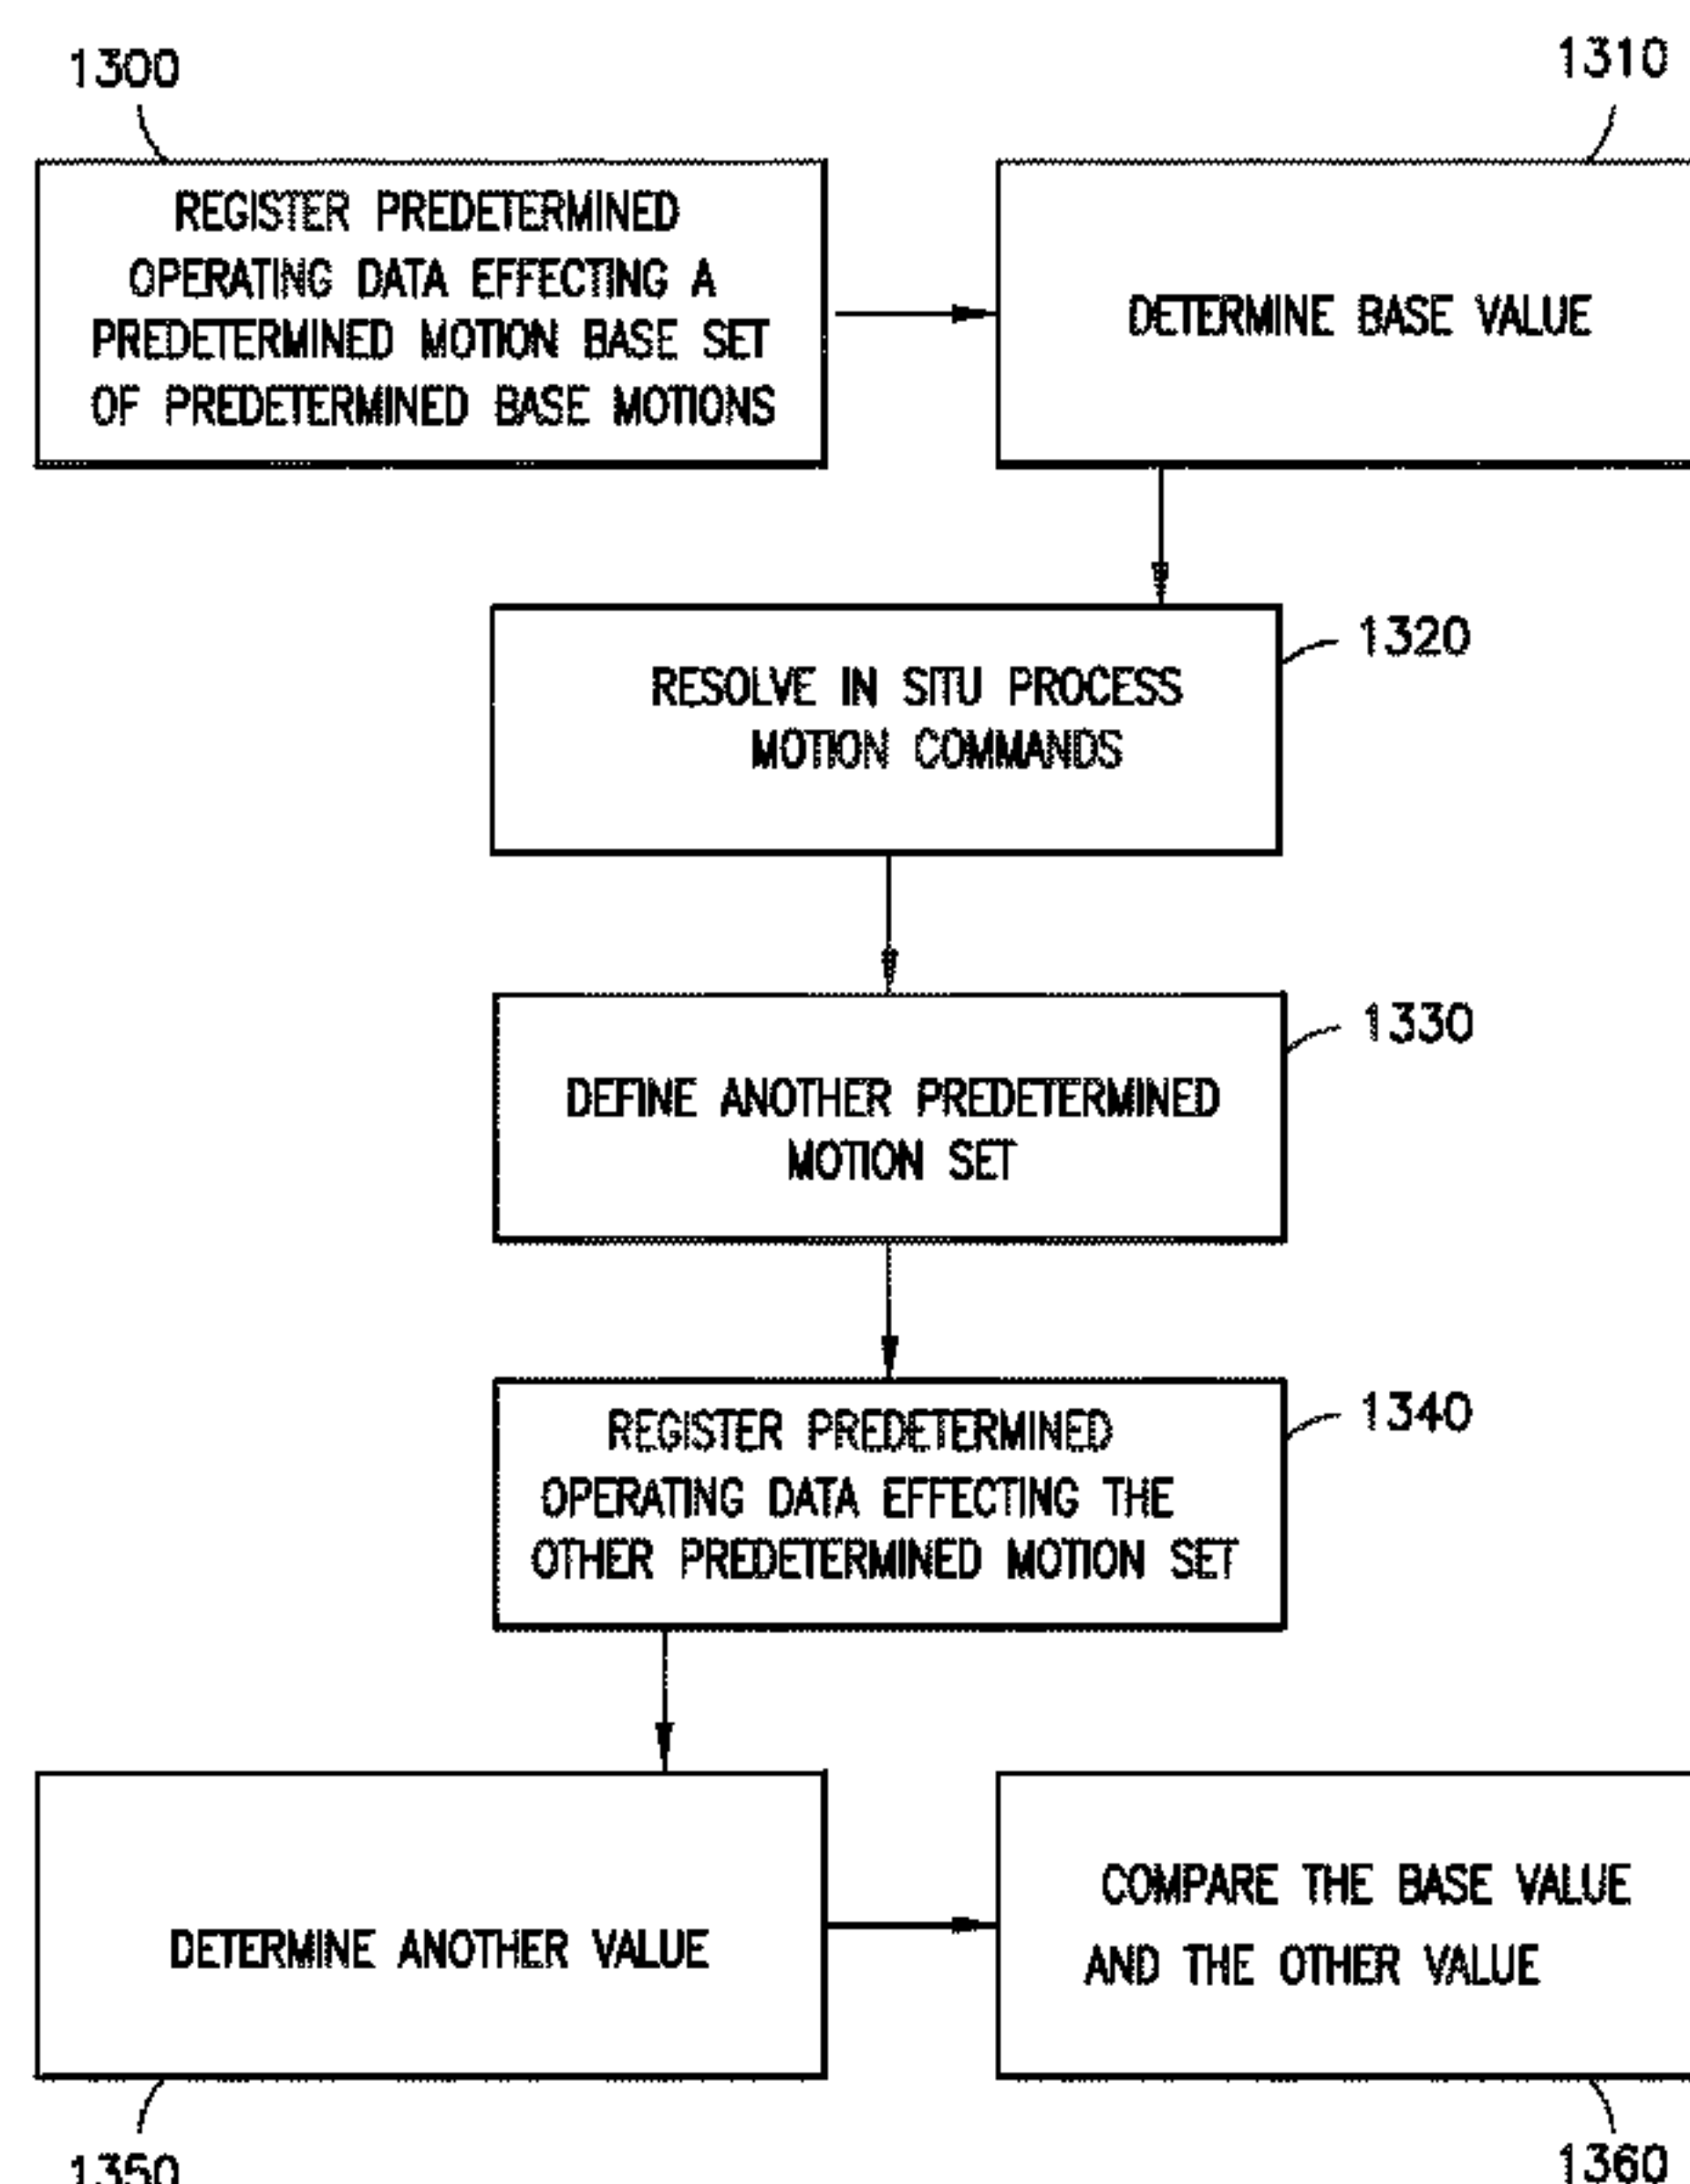 1300
1310
REGISTER PREDETERMINED
OPERATING DATA EFFECTING A
PREDETERMINED MOTION BASE SET
OF PREDETERMINED BASE MOTIONS
DETERMINE BASE VALUE
1320
RESOLVE IN SITU PROCESS
MOTION COMMANDS
1330
DEFINE ANOTHER PREDETERMINED
MOTION SET
1340
REGISTER PREDETERMINED
OPERATING DATA EFFECTING THE
OTHER PREDETERMINED MOTION SET
DETERMINE ANOTHER VALUE
COMPARE THE BASE VALUE
AND THE OTHER VALUE
1350
1360